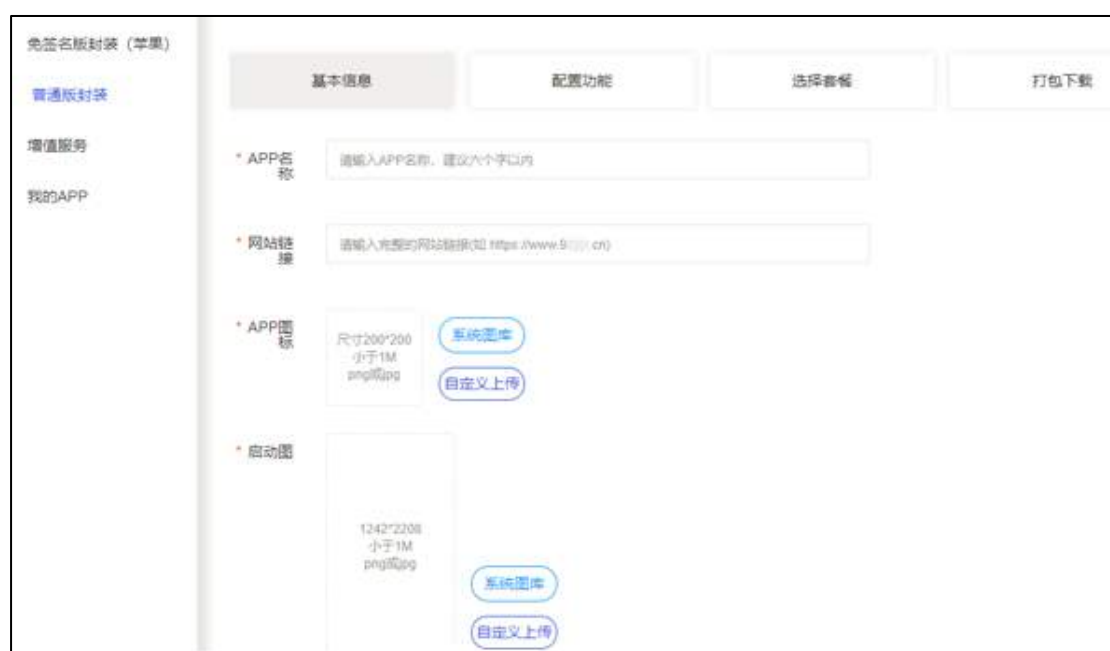 免签名版封装（苹果）
普通版封装
增值服务
我的APP
基本信息 配置功能 选择套餐 打包下载
* APP名
称
请输入APP名称，建议六个字以内
* 网站链
接
请输入完整的网站链接(如 https://www.9 .cn)
* APP图
标
尺寸200*200
小于1M
png或jpg
系统图库
自定义上传
* 启动图
1242*2208
小于1M
png或jpg
系统图库
自定义上传